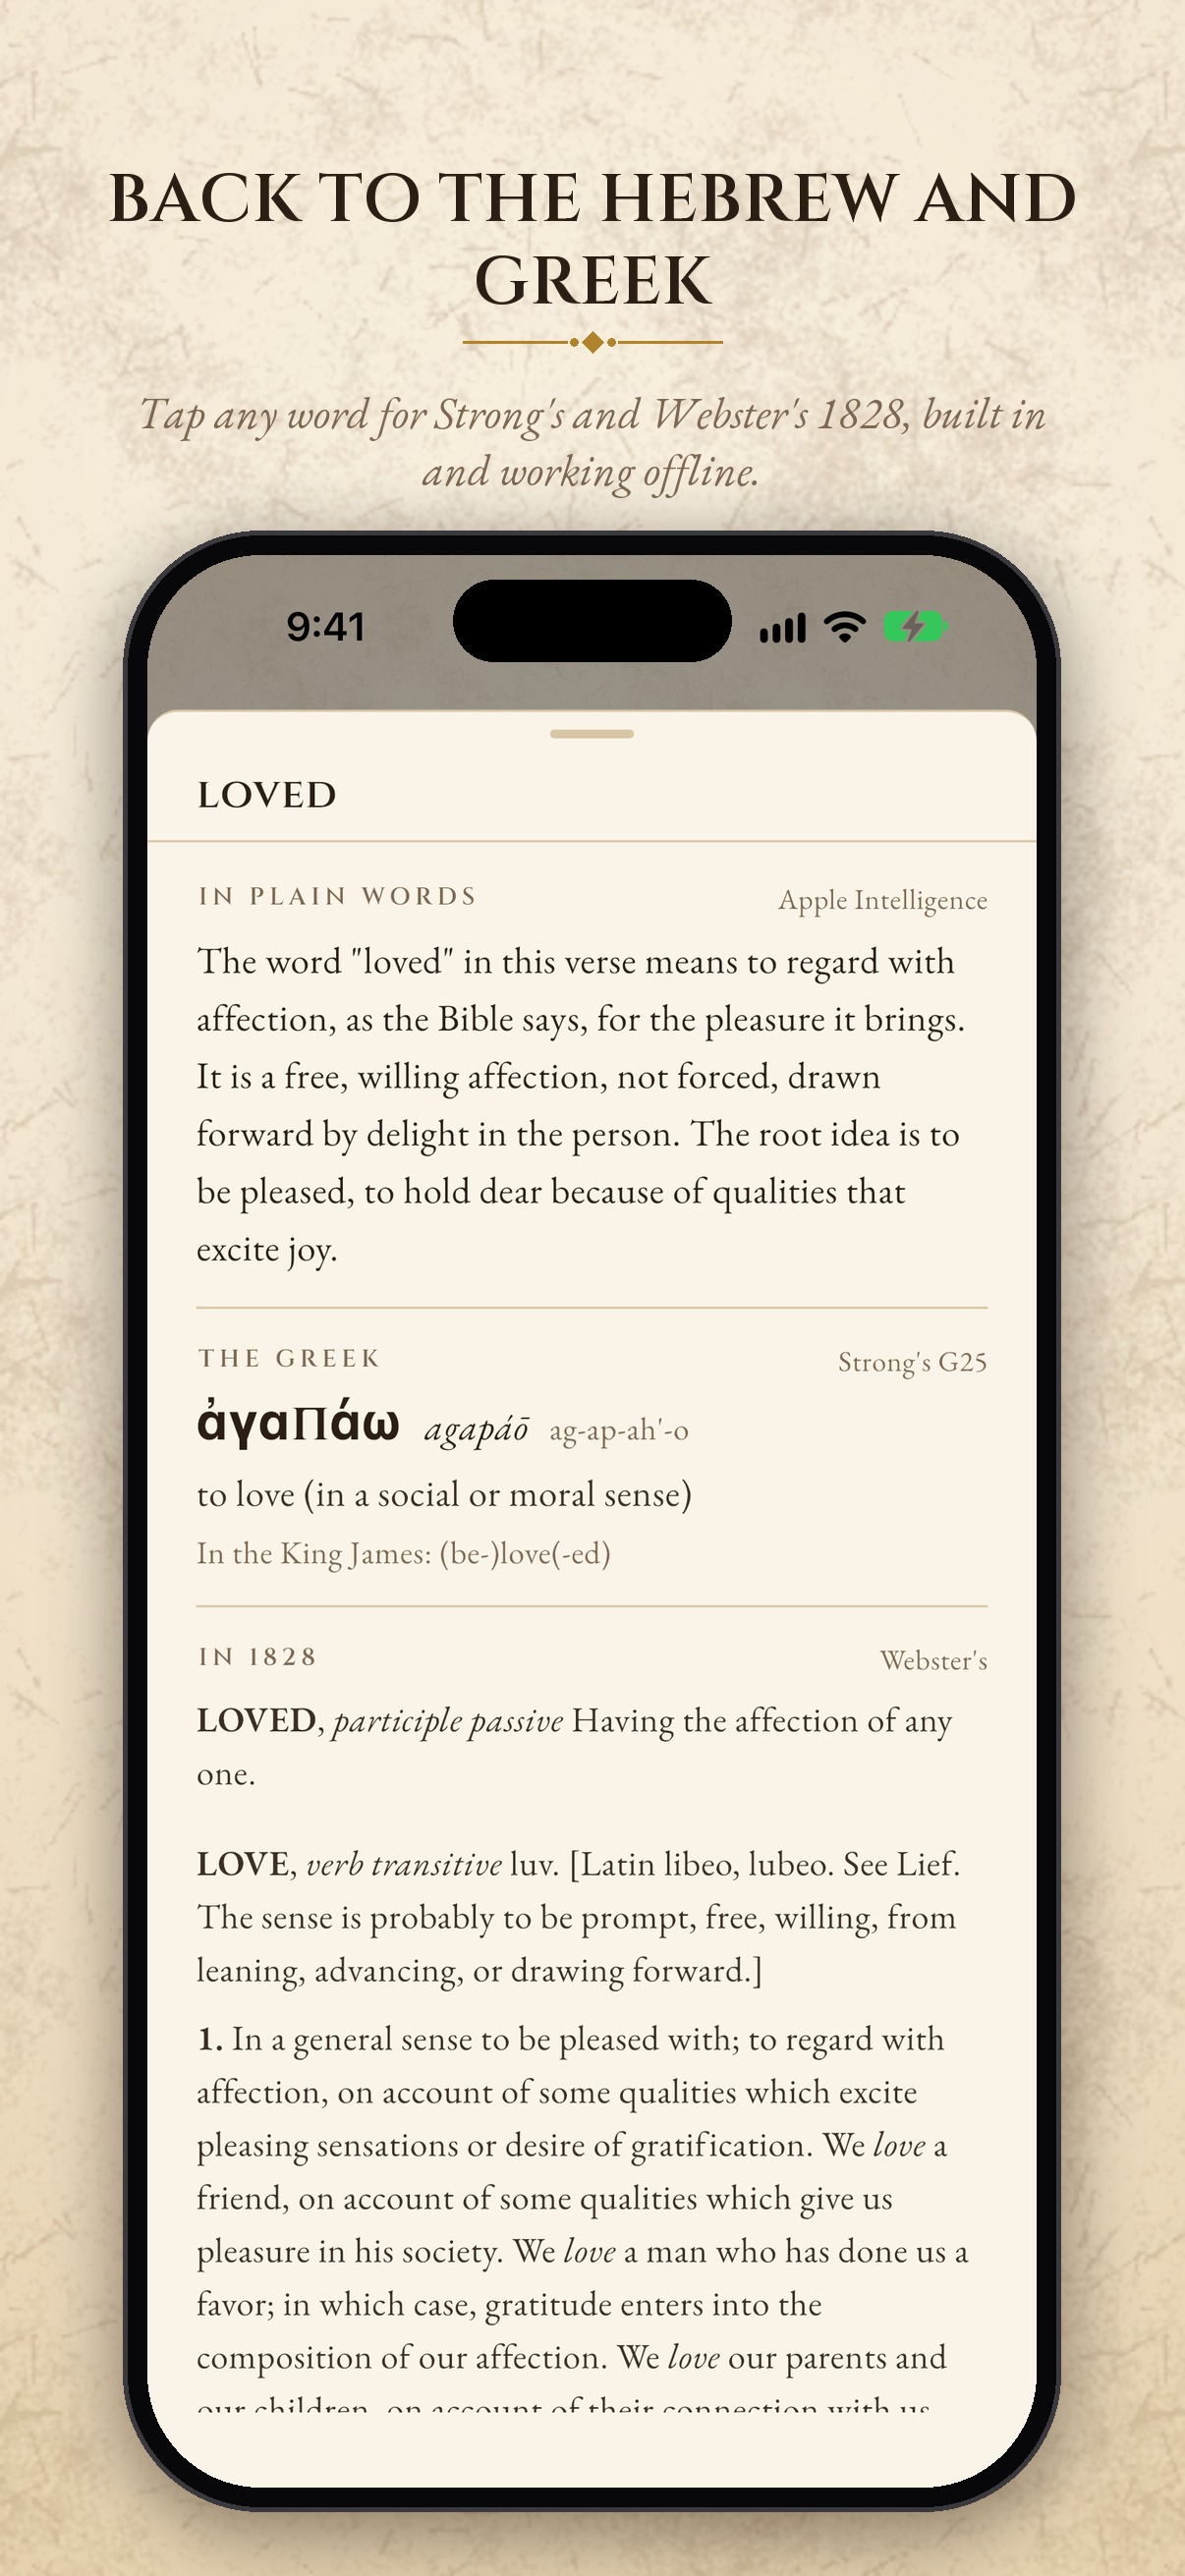 BACK TO THE HEBREW AND
GREEK
Tap any word for Strong's and Webster's 1828, built in
and working offline.
9:41
LOVED
IN PLAIN WORDS
Apple Intelligence
The word "loved" in this verse means to regard with
affection, as the Bible says, for the pleasure it brings.
It is a free, willing affection, not forced, drawn
forward by delight in the person. The root idea is to
be pleased, to hold dear because of qualities that
excite joy.
THE GREEK
Strong's G25
ἀγαΠάω agapáō ag-ap-ah'-o
to love (in a social or moral sense)
In the King James: (be-)love(-ed)
IN 1828
Webster's
LOVED, participle passive Having the affection of any
one.
LOVE, verb transitive luv. [Latin libeo, lubeo. See Lief.
The sense is probably to be prompt, free, willing, from
leaning, advancing, or drawing forward.]
1. In a general sense to be pleased with; to regard with
affection, on account of some qualities which excite
pleasing sensations or desire of gratification. We love a
friend, on account of some qualities which give us
pleasure in his society. We love a man who has done us a
favor; in which case, gratitude enters into the
composition of our affection. We love our parents and
our children, on account of their connection with us